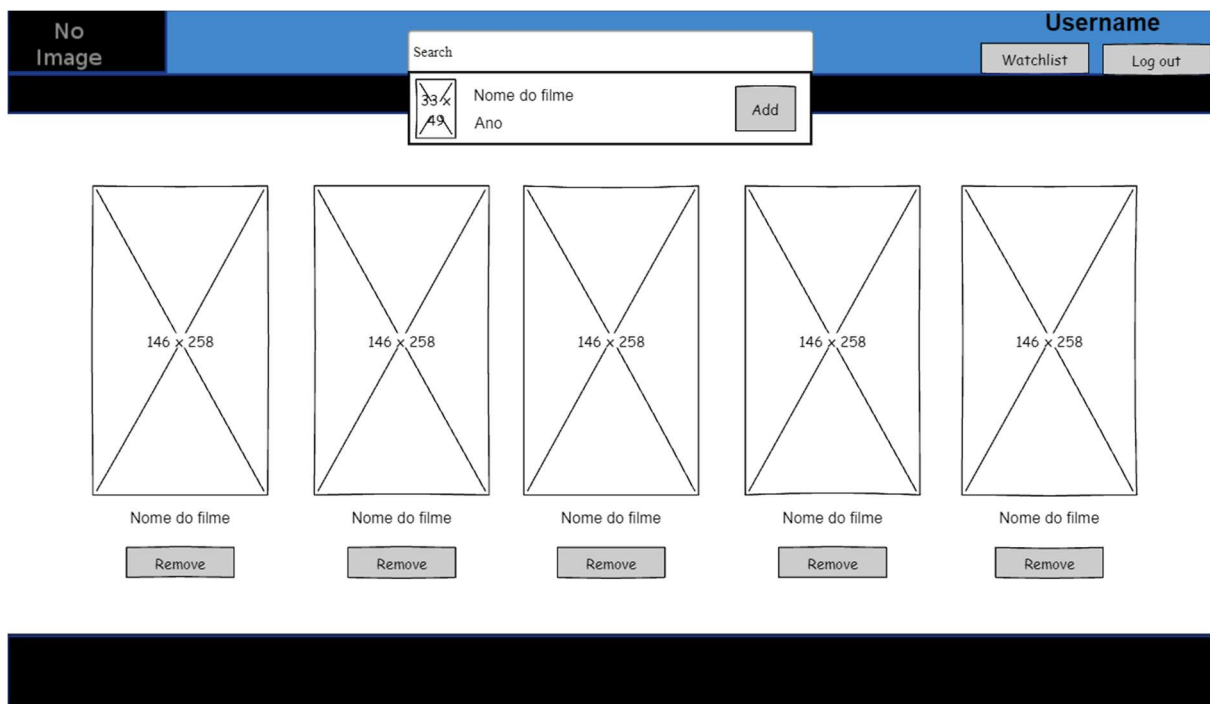 No
Image
Username
Search
Watchlist
Log out
33 x
49
Nome do filme
Ano
Add
146 x 258
146 x 258
146 x 258
146 x 258
146 x 258
Nome do filme
Nome do filme
Nome do filme
Nome do filme
Nome do filme
Remove
Remove
Remove
Remove
Remove